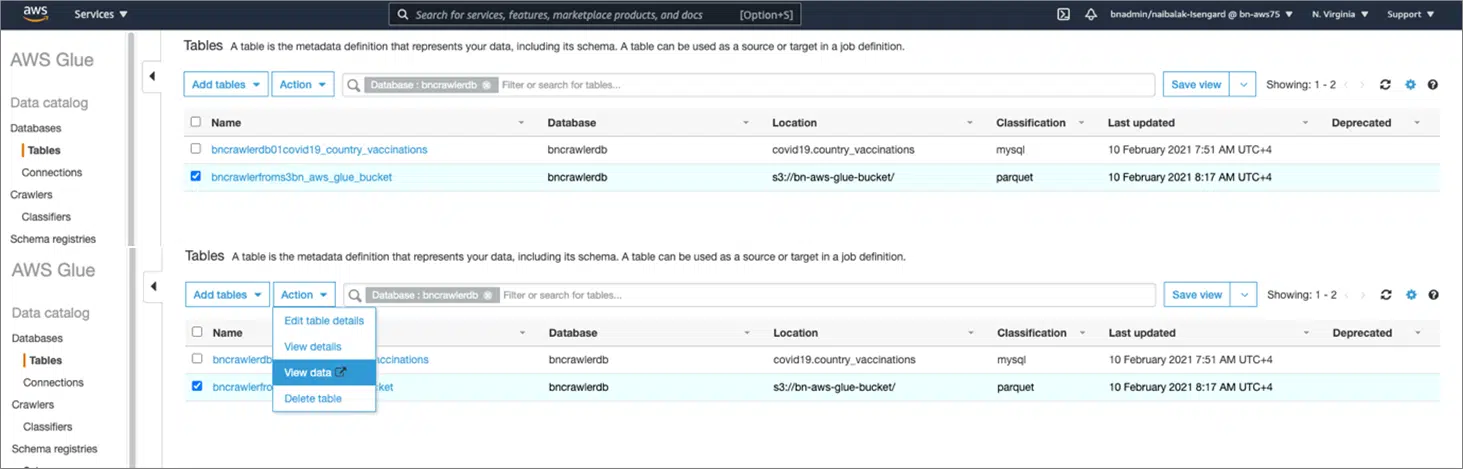 aws Services Search for services, features, marketplace products, and docs [Option+S] bnadmin/naibalak-Isengard @ bn-aws75 N. Virginia Support
AWS Glue
Data catalog
Databases
Tables
Connections
Crawlers
Classifiers
Schema registries
Tables A table is the metadata definition that represents your data, including its schema. A table can be used as a source or target in a job definition.
Add tables Action Database : bncrawlerdb Filter or search for tables... Save view Showing: 1 - 2
Name Database Location Classification Last updated Deprecated
bncrawlerdb01covid19_country_vaccinations bncrawlerdb covid19.country_vaccinations mysql 10 February 2021 7:51 AM UTC+4
bncrawlerfroms3bn_aws_glue_bucket bncrawlerdb s3://bn-aws-glue-bucket/ parquet 10 February 2021 8:17 AM UTC+4
AWS Glue
Data catalog
Databases
Tables
Connections
Crawlers
Classifiers
Schema registries
Tables A table is the metadata definition that represents your data, including its schema. A table can be used as a source or target in a job definition.
Add tables Action Database : bncrawlerdb Filter or search for tables... Save view Showing: 1 - 2
Edit table details
View details
View data
Delete table
Name Database Location Classification Last updated Deprecated
bncrawlerdb ccinations bncrawlerdb covid19.country_vaccinations mysql 10 February 2021 7:51 AM UTC+4
bncrawlerfro ket bncrawlerdb s3://bn-aws-glue-bucket/ parquet 10 February 2021 8:17 AM UTC+4